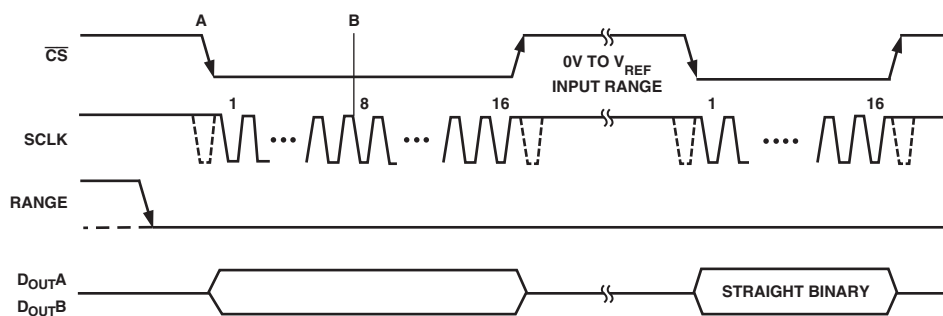 A B
CS
0V TO VREF
INPUT RANGE
1 8 16 1 16
SCLK
RANGE
DOUTA
DOUTB
STRAIGHT BINARY